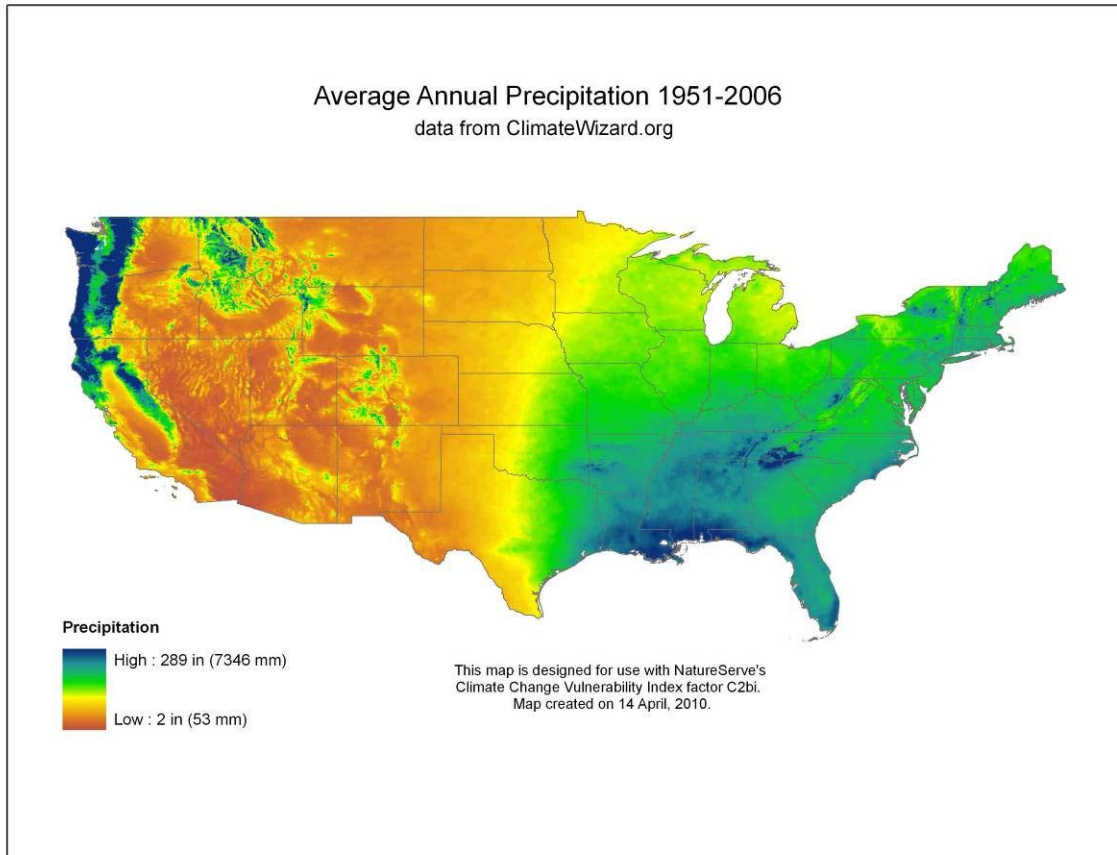 Average Annual Precipitation 1951-2006
data from ClimateWizard.org
Precipitation
High : 289 in (7346 mm)
Low : 2 in (53 mm)
This map is designed for use with NatureServe's
Climate Change Vulnerability Index factor C2bi.
Map created on 14 April, 2010.